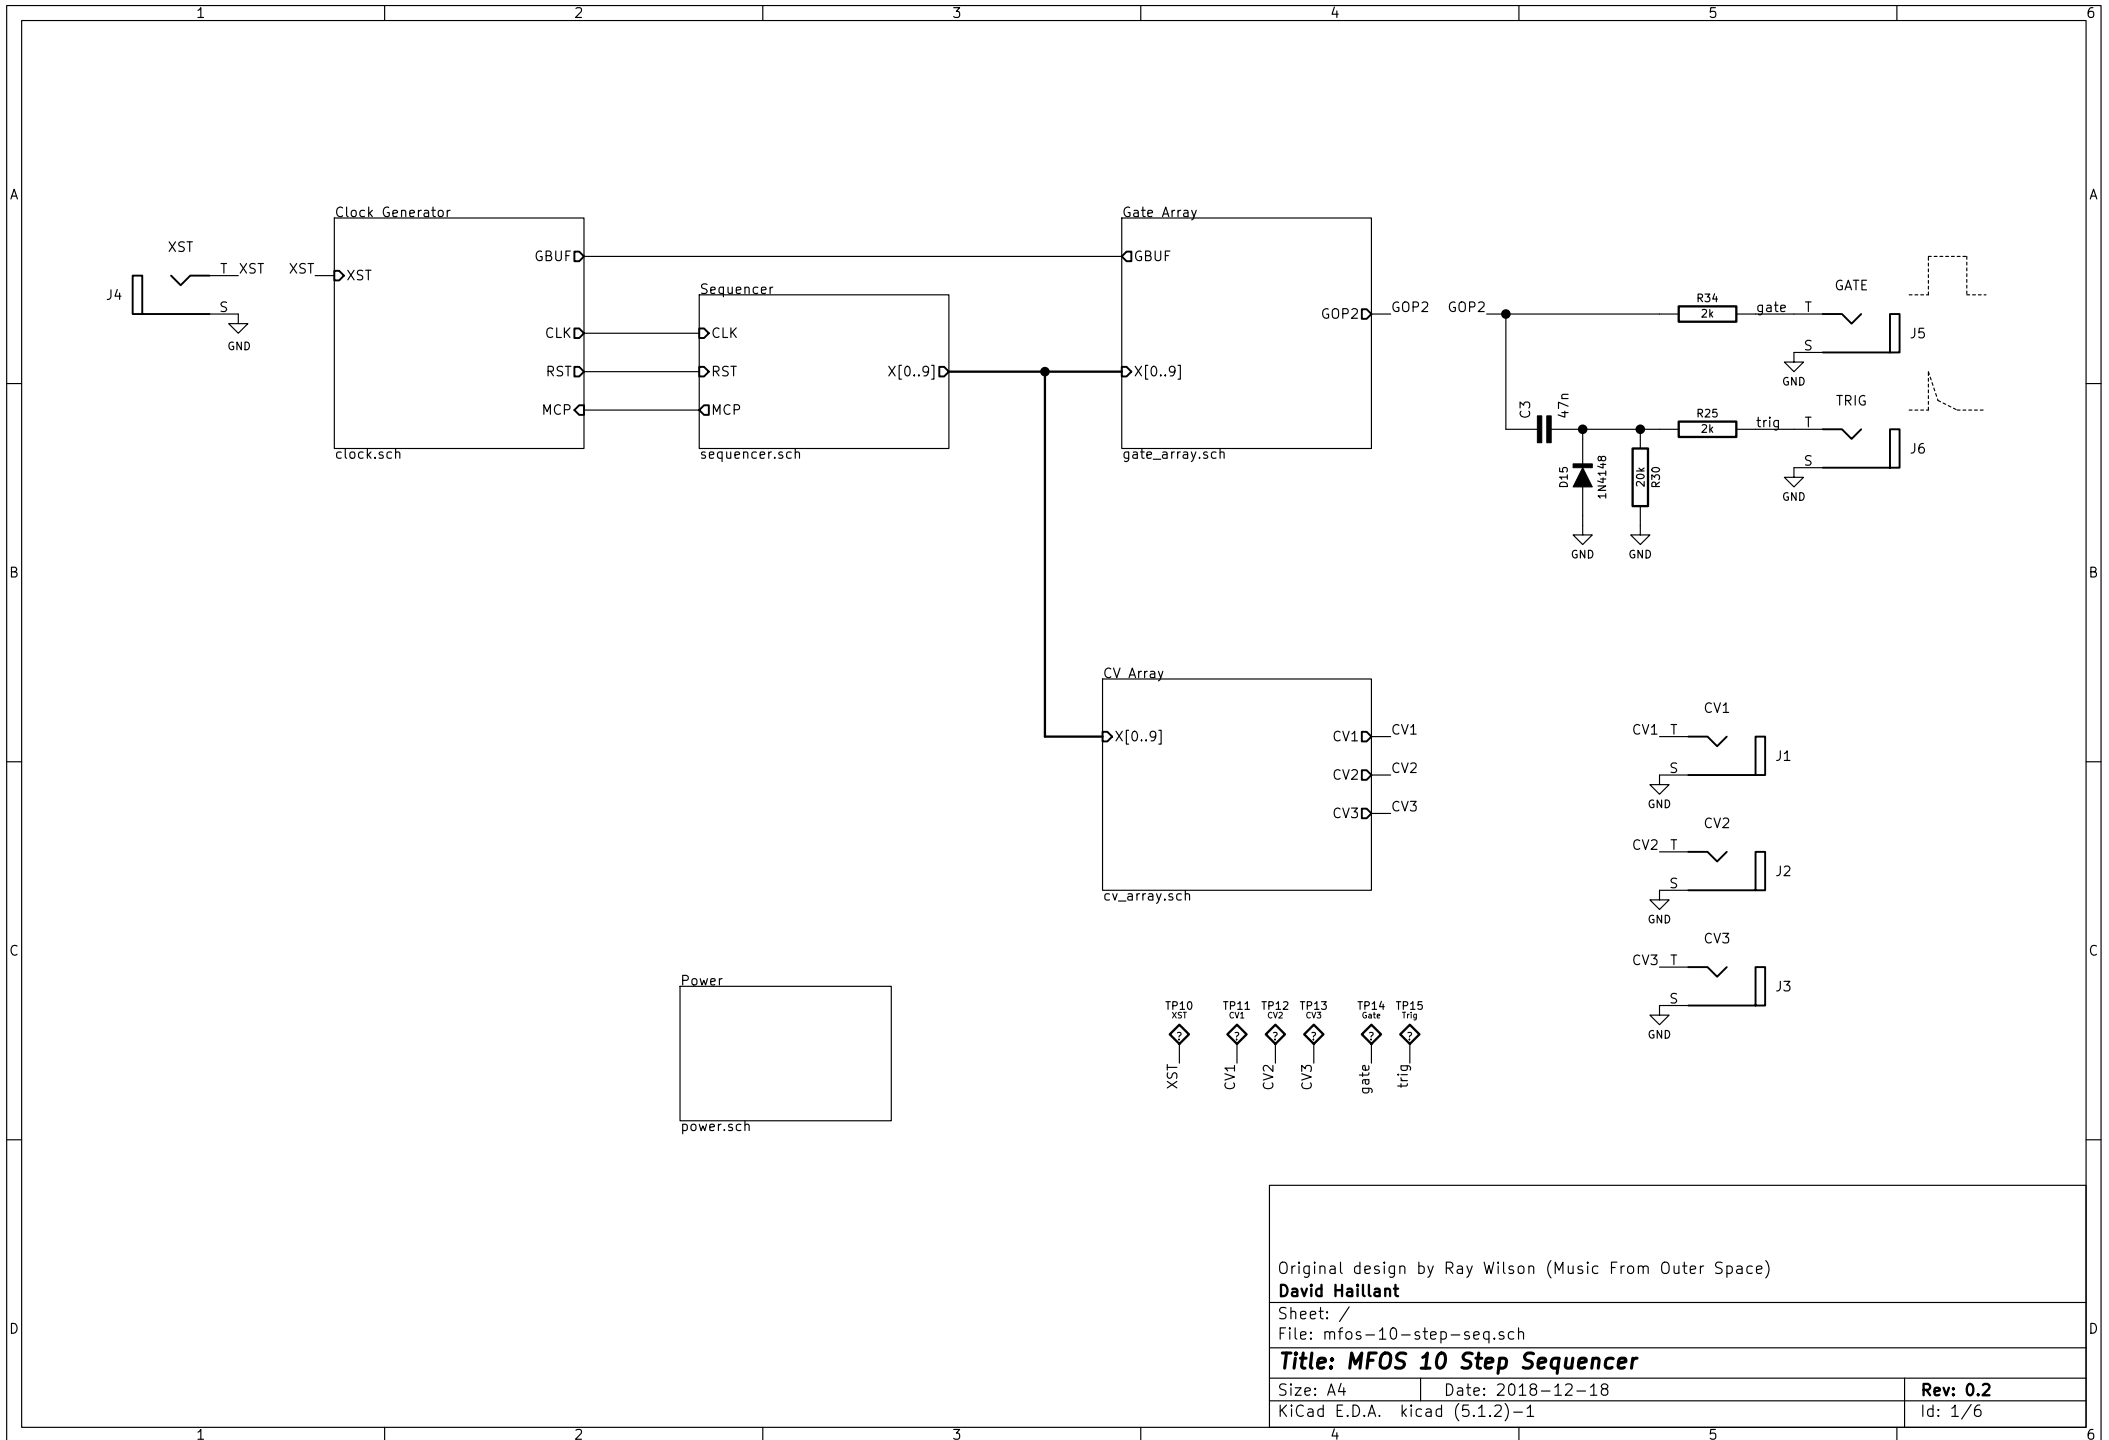 1 2 3 4 5 6
A A
Clock Generator
Gate Array
XST
GBUF
GBUF
T XST
XST
XST
J4
S
GND
Sequencer
CLK
CLK
RST
RST
X[0..9]
X[0..9]
MCP
MCP
clock.sch
sequencer.sch
gate_array.sch
GOP2
GOP2
GOP2
R34
2k
gate T
GATE
J5
S
GND
C3
47n
R25
2k
trig T
TRIG
J6
S
GND
D15
1N4148
20k
R30
GND
GND
B B
CV Array
X[0..9]
CV1
CV1
CV2
CV2
CV3
CV3
cv_array.sch
CV1
CV1 T
J1
S
GND
CV2
CV2 T
J2
S
GND
CV3
CV3 T
J3
S
GND
C C
Power
power.sch
TP10 TP11 TP12 TP13 TP14 TP15
XST CV1 CV2 CV3 Gate Trig
? ? ? ? ? ?
XST CV1 CV2 CV3 gate trig
Original design by Ray Wilson (Music From Outer Space)
David Haillant
Sheet: /
File: mfos-10-step-seq.sch
D D
Title: MFOS 10 Step Sequencer
Size: A4 Date: 2018-12-18 Rev: 0.2
KiCad E.D.A. kicad (5.1.2)-1 Id: 1/6
1 2 3 4 5 6